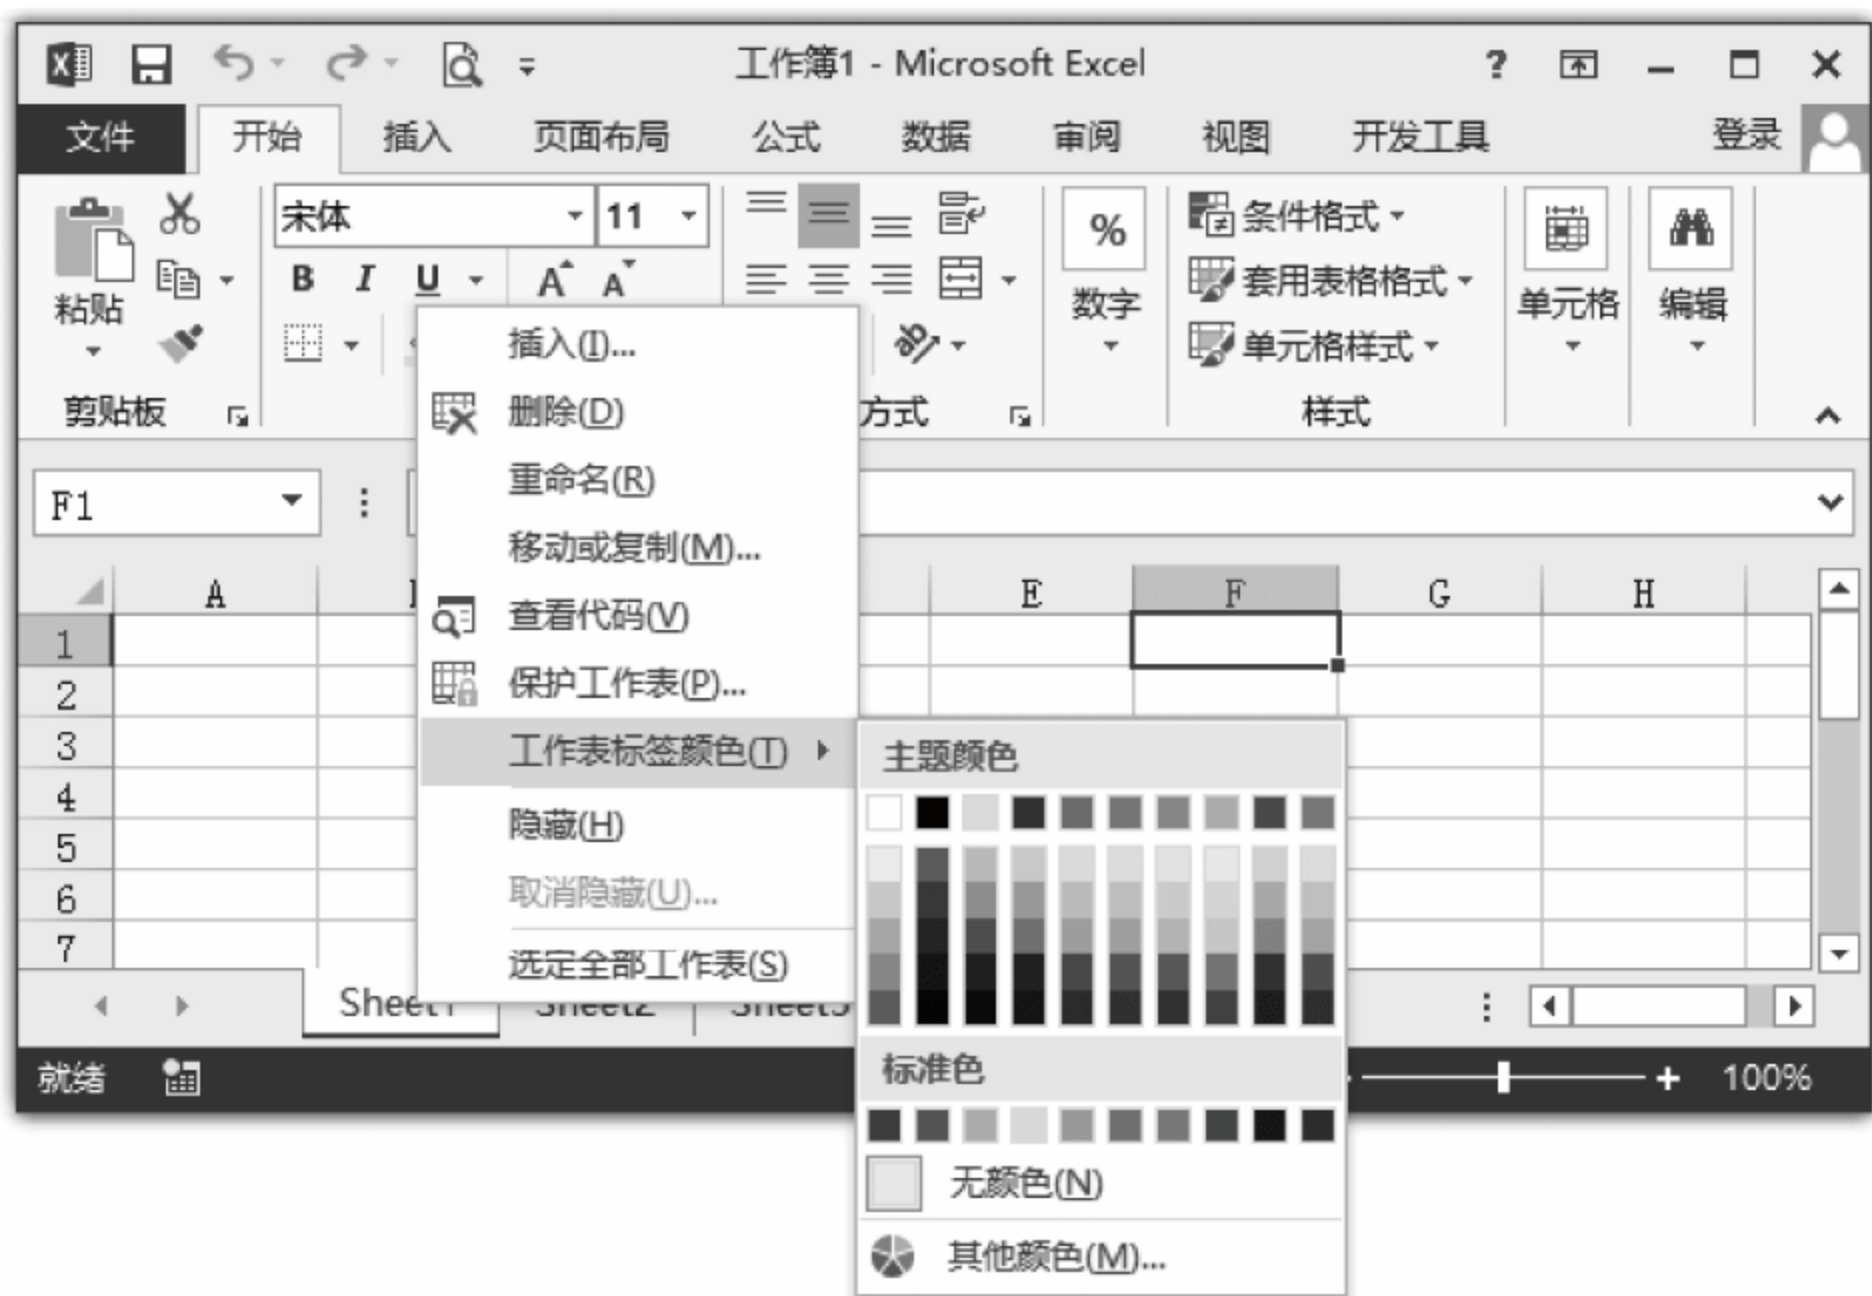 工作簿1 - Microsoft Excel
文件 开始 插入 页面布局 公式 数据 审阅 视图 开发工具 登录
宋体 11
% 条件格式
B I U A A
粘贴 数字 套用表格格式 单元格 编辑
单元格样式
剪贴板 方式 样式
插入(I)...
删除(D)
重命名(R)
移动或复制(M)...
查看代码(V)
保护工作表(P)...
工作表标签颜色(T)
隐藏(H)
取消隐藏(U)...
选定全部工作表(S)
F1
A E F G H
1
2
3
4
5
6
7
主题颜色
标准色
无颜色(N)
其他颜色(M)...
Sheet1 Sheet2 Sheet3
就绪 100%